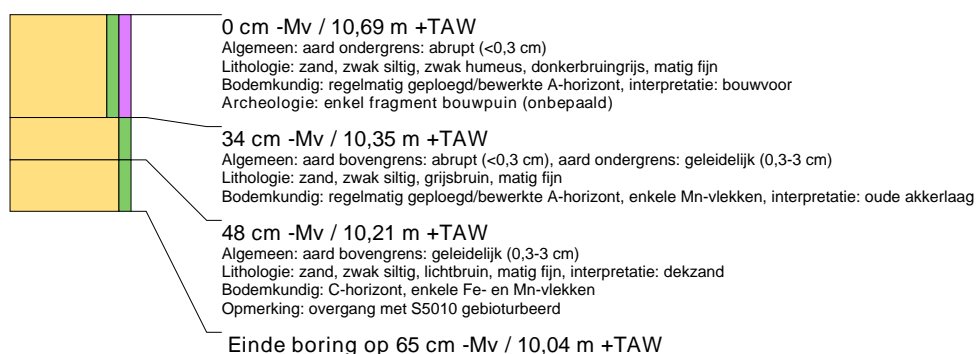 0 cm -Mv / 10,69 m +TAW
Algemeen: aard ondergrens: abrupt (<0,3 cm)
Lithologie: zand, zwak siltig, zwak humeus, donkerbruingrijs, matig fijn
Bodemkundig: regelmatig geploegd/bewerkte A-horizont, interpretatie: bouwvoor
Archeologie: enkel fragment bouwpuin (onbepaald)
34 cm -Mv / 10,35 m +TAW
Algemeen: aard bovengrens: abrupt (<0,3 cm), aard ondergrens: geleidelijk (0,3-3 cm)
Lithologie: zand, zwak siltig, grijsbruin, matig fijn
Bodemkundig: regelmatig geploegd/bewerkte A-horizont, enkele Mn-vlekken, interpretatie: oude akkerlaag
48 cm -Mv / 10,21 m +TAW
Algemeen: aard bovengrens: geleidelijk (0,3-3 cm)
Lithologie: zand, zwak siltig, lichtbruin, matig fijn, interpretatie: dekzand
Bodemkundig: C-horizont, enkele Fe- en Mn-vlekken
Opmerking: overgang met S5010 gebioturbeerd
Einde boring op 65 cm -Mv / 10,04 m +TAW